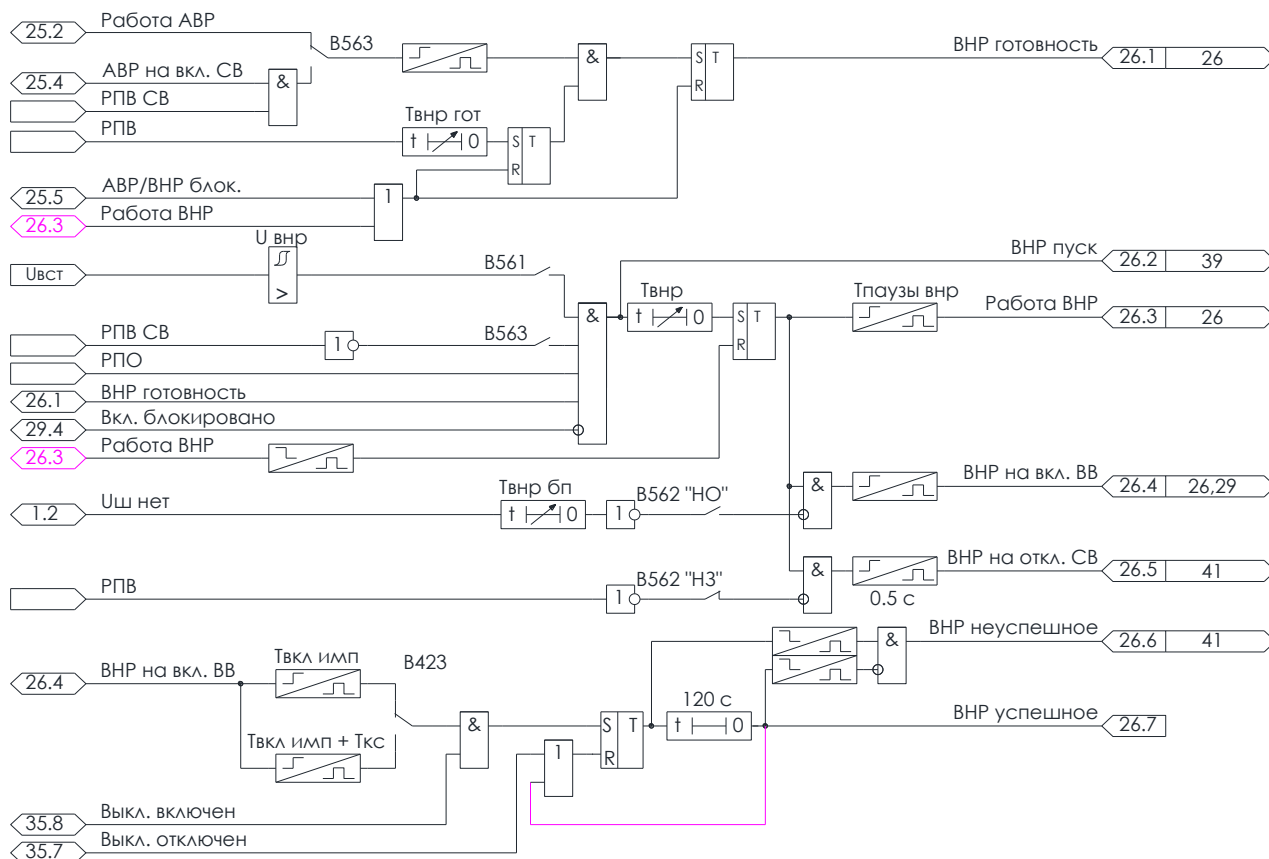 Работа АВР
25.2
В563
ВНР готовность
26.1 26
&
S T
R
АВР на вкл. СВ
25.4
&
РПВ СВ
РПВ
Твнр гот
t 0
S T
R
АВР/ВНР блок.
25.5
1
Работа ВНР
26.3
U внр
Uвст
>
В561
ВНР пуск
26.2 39
Твнр
Тпаузы внр
Работа ВНР
26.3 26
&
t 0
S T
R
РПВ СВ
1
В563
РПО
ВНР готовность
26.1
Вкл. блокировано
29.4
Работа ВНР
26.3
Uш нет
1.2
Твнр бп
t 0
1
В562 "НО"
&
ВНР на вкл. ВВ
26.4 26,29
РПВ
1
В562 "НЗ"
&
0.5 с
ВНР на откл. СВ
26.5 41
&
ВНР неуспешное
26.6 41
ВНР на вкл. ВВ
26.4
Твкл имп
В423
&
S T
R
120 с
t 0
ВНР успешное
26.7
Твкл имп + Ткс
1
Выкл. включен
35.8
Выкл. отключен
35.7